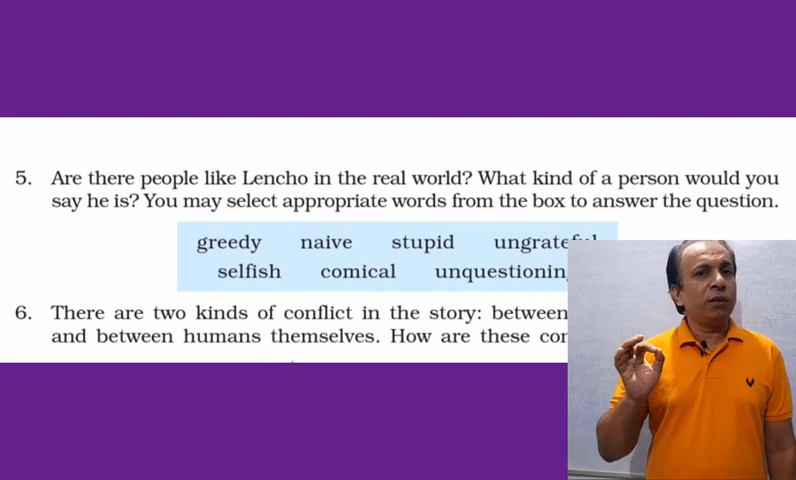 5. Are there people like Lencho in the real world? What kind of a person would you
say he is? You may select appropriate words from the box to answer the question.
greedy naive stupid
selfish comical
6. There are two kinds of conflict in the story: between
and between humans themselves. How are these